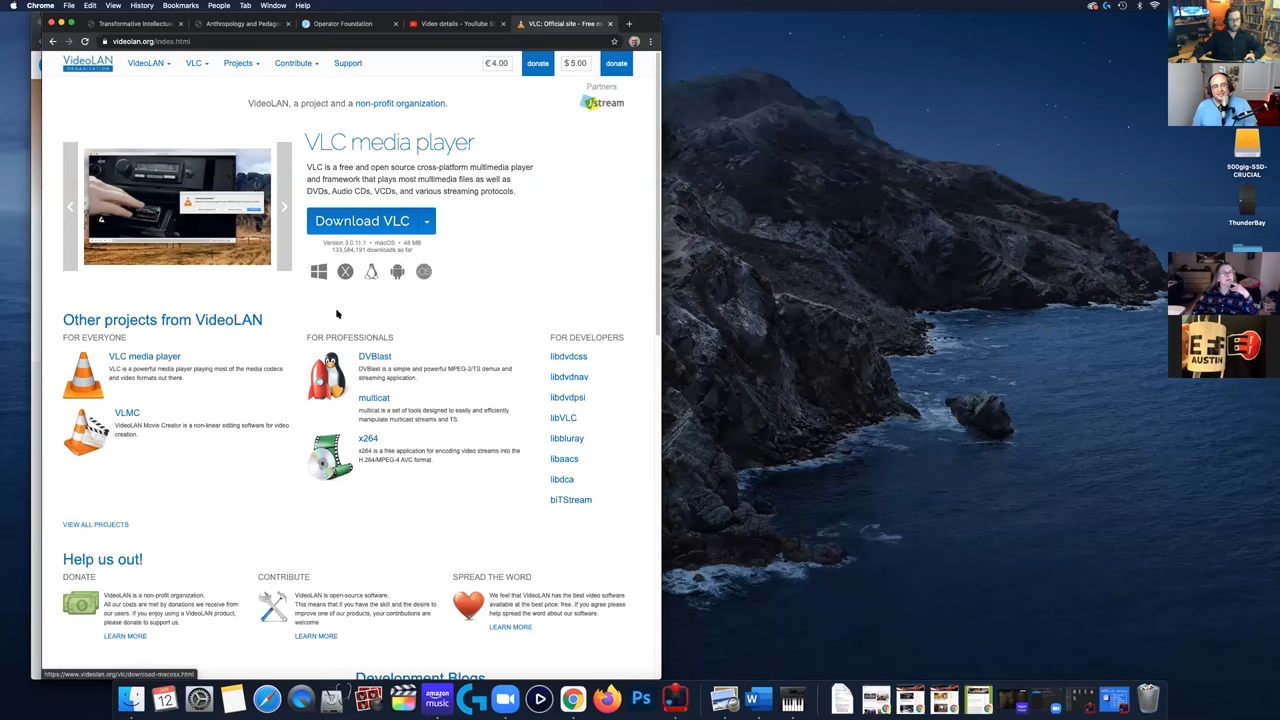 Chrome File Edit View History Bookmarks People Tab Window Help
Transformative Intellectual
Anthropology and Pedag
Operator Foundation
Video details - YouTube S
VLC: Official site - Free m
videolan.org/index.html
VideoLAN
ORGANIZATION
VideoLAN VLC Projects Contribute Support
€ 4.00 donate $ 5.00 donate
Partners
VideoLAN, a project and a non-profit organization.
stream
VLC media player
VLC is a free and open source cross-platform multimedia player
and framework that plays most multimedia files as well as
DVDs, Audio CDs, VCDs, and various streaming protocols.
Download VLC
Version 3.0.11.1 • macOS • 48 MB
133,584,191 downloads so far
iOS
Other projects from VideoLAN
FOR EVERYONE
VLC media player
VLC is a powerful media player playing most of the media codecs
and video formats out there.
VLMC
VideoLAN Movie Creator is a non-linear editing software for video
creation.
FOR PROFESSIONALS
DVBlast
DVBlast is a simple and powerful MPEG-2/TS demux and
streaming application.
multicat
multicat is a set of tools designed to easily and efficiently
manipulate multicast streams and TS.
x264
x264 is a free application for encoding video streams into the
H.264/MPEG-4 AVC format.
FOR DEVELOPERS
libdvdcss
libdvdnav
libdvdpsi
libVLC
libbluray
libaacs
libdca
biTStream
VIEW ALL PROJECTS
Help us out!
DONATE
VideoLAN is a non-profit organization.
All our costs are met by donations we receive from
our users. If you enjoy using a VideoLAN product,
please donate to support us.
LEARN MORE
CONTRIBUTE
VideoLAN is open-source software.
This means that if you have the skill and the desire to
improve one of our products, your contributions are
welcome
LEARN MORE
SPREAD THE WORD
We feel that VideoLAN has the best video software
available at the best price: free. If you agree please
help spread the word about our software.
LEARN MORE
Development Blogs
https://www.videolan.org/vlc/download-macosx.html
500gig-SSD-
CRUCIAL
ThunderBay
EFF
AUSTIN
JAN
12
amazon
music
Ps